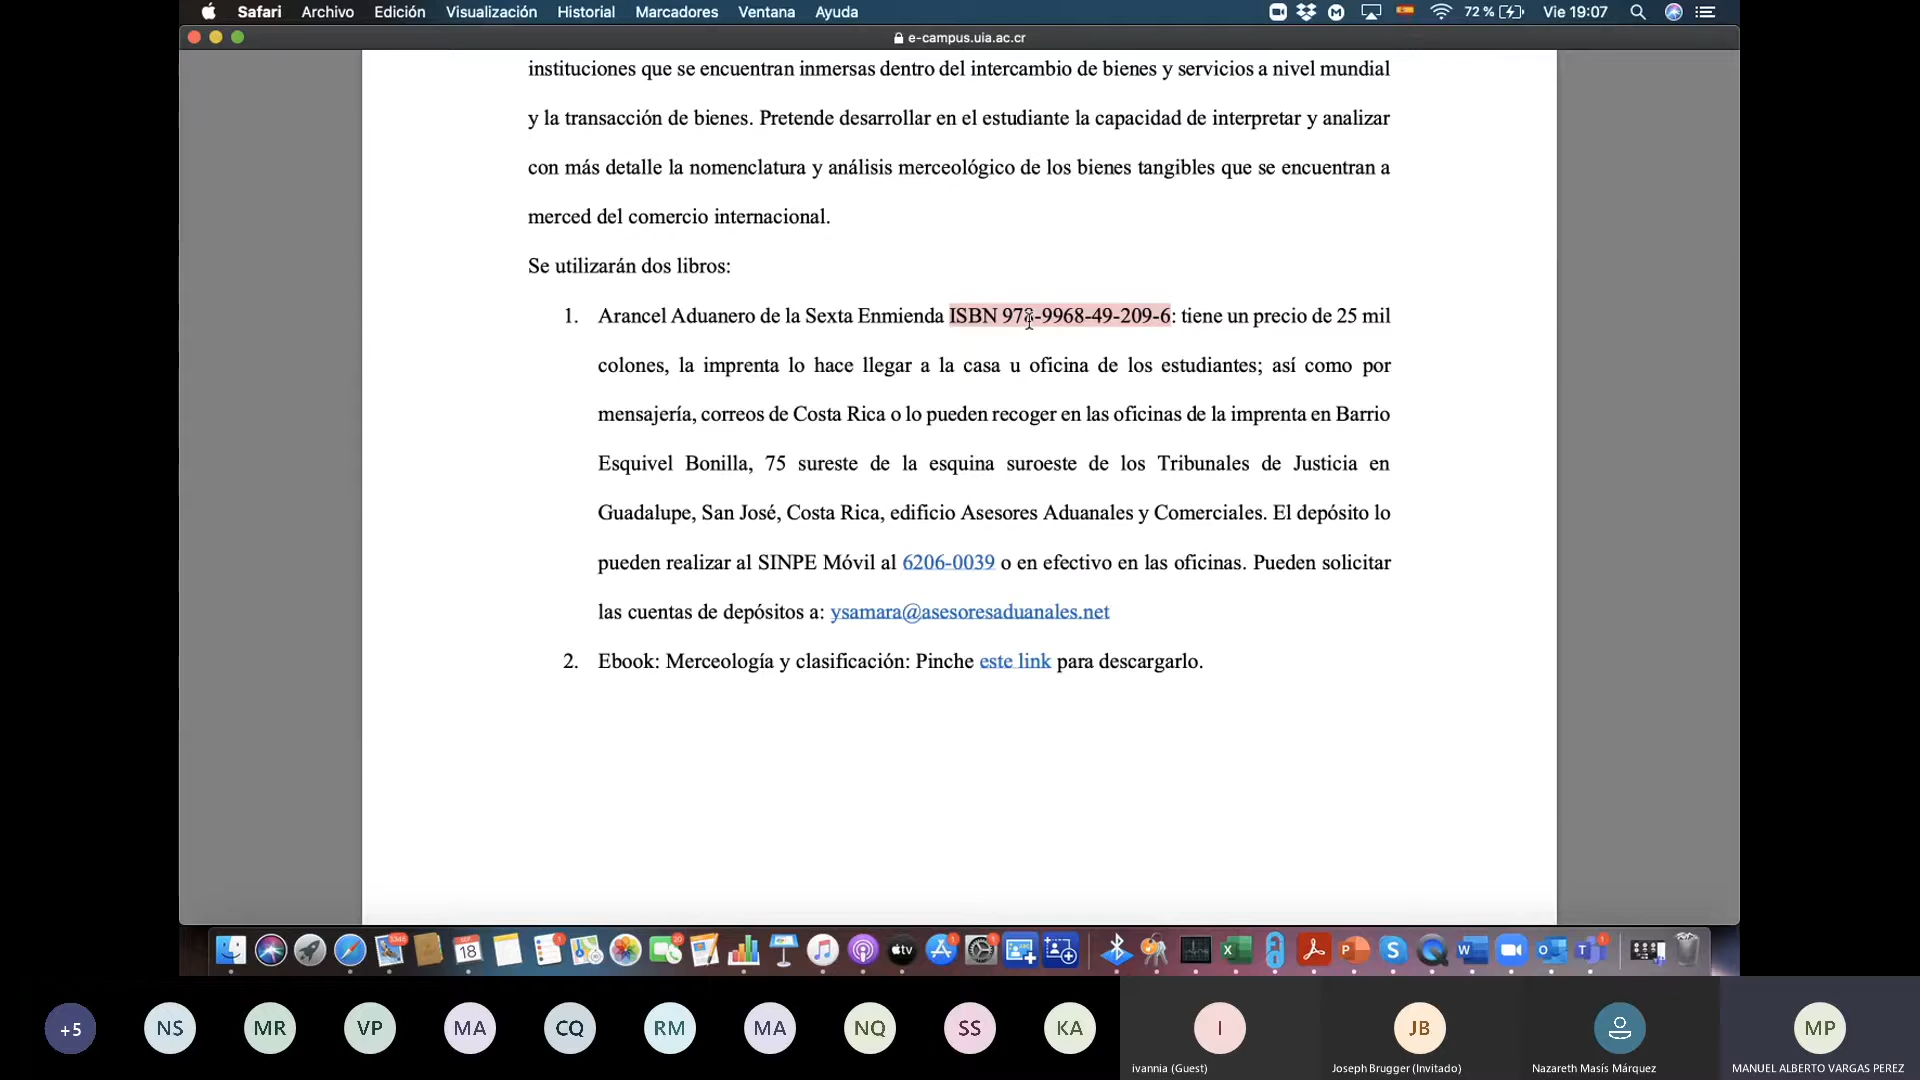 Safari Archivo Edición Visualización Historial Marcadores Ventana Ayuda 72 % Vie 19:07
e-campus.uia.ac.cr
instituciones que se encuentran inmersas dentro del intercambio de bienes y servicios a nivel mundial
y la transacción de bienes. Pretende desarrollar en el estudiante la capacidad de interpretar y analizar
con más detalle la nomenclatura y análisis merceológico de los bienes tangibles que se encuentran a
merced del comercio internacional.
Se utilizarán dos libros:
1. Arancel Aduanero de la Sexta Enmienda ISBN 978-9968-49-209-6: tiene un precio de 25 mil
colones, la imprenta lo hace llegar a la casa u oficina de los estudiantes; así como por
mensajería, correos de Costa Rica o lo pueden recoger en las oficinas de la imprenta en Barrio
Esquivel Bonilla, 75 sureste de la esquina suroeste de los Tribunales de Justicia en
Guadalupe, San José, Costa Rica, edificio Asesores Aduanales y Comerciales. El depósito lo
pueden realizar al SINPE Móvil al 6206-0039 o en efectivo en las oficinas. Pueden solicitar
las cuentas de depósitos a: ysamara@asesoresaduanales.net
2. Ebook: Merceología y clasificación: Pinche este link para descargarlo.
18 tv
+5 NS MR VP MA CQ RM MA NQ SS KA I JB MP
ivannia (Guest) Joseph Brugger (Invitado) Nazareth Masís Márquez MANUEL ALBERTO VARGAS PEREZ